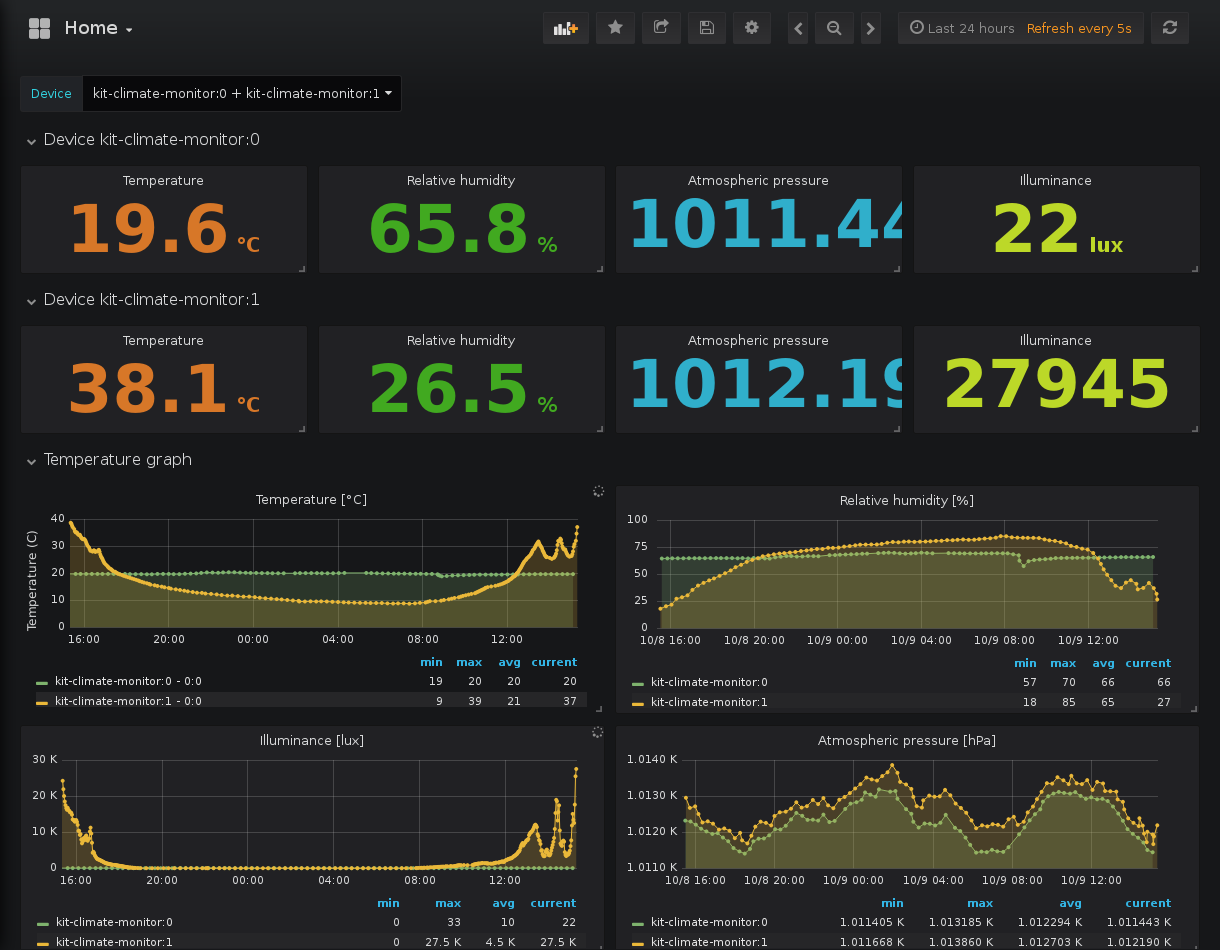 Home
Last 24 hours Refresh every 5s
Device kit-climate-monitor:0 + kit-climate-monitor:1
Device kit-climate-monitor:0
Temperature Relative humidity Atmospheric pressure Illuminance
19.6 °C 65.8 % 1011.44 22 lux
Device kit-climate-monitor:1
Temperature Relative humidity Atmospheric pressure Illuminance
38.1 °C 26.5 % 1012.19 27945
Temperature graph
Temperature [°C]
Temperature (C)
40
30
20
10
0
16:00 20:00 00:00 04:00 08:00 12:00
min max avg current
kit-climate-monitor:0 - 0:0 19 20 20 20
kit-climate-monitor:1 - 0:0 9 39 21 37
Relative humidity [%]
100
75
50
25
0
10/8 16:00 10/8 20:00 10/9 00:00 10/9 04:00 10/9 08:00 10/9 12:00
min max avg current
kit-climate-monitor:0 57 70 66 66
kit-climate-monitor:1 18 85 65 27
Illuminance [lux]
30 K
20 K
10 K
0
16:00 20:00 00:00 04:00 08:00 12:00
min max avg current
kit-climate-monitor:0 0 33 10 22
kit-climate-monitor:1 0 27.5 K 4.5 K 27.5 K
Atmospheric pressure [hPa]
1.0140 K
1.0130 K
1.0120 K
1.0110 K
10/8 16:00 10/8 20:00 10/9 00:00 10/9 04:00 10/9 08:00 10/9 12:00
min max avg current
kit-climate-monitor:0 1.011405 K 1.013185 K 1.012294 K 1.011443 K
kit-climate-monitor:1 1.011668 K 1.013860 K 1.012703 K 1.012190 K